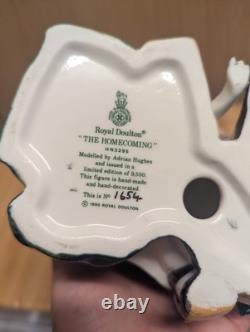 Royal Doulton®
"THE HOMECOMING"
HN3295
Modelled by Adrian Hughes
and issued in a
limited edition of 9,500.
This figure is hand-made
and hand-decorated.
This is Nº 1654
© 1990 ROYAL DOULTON